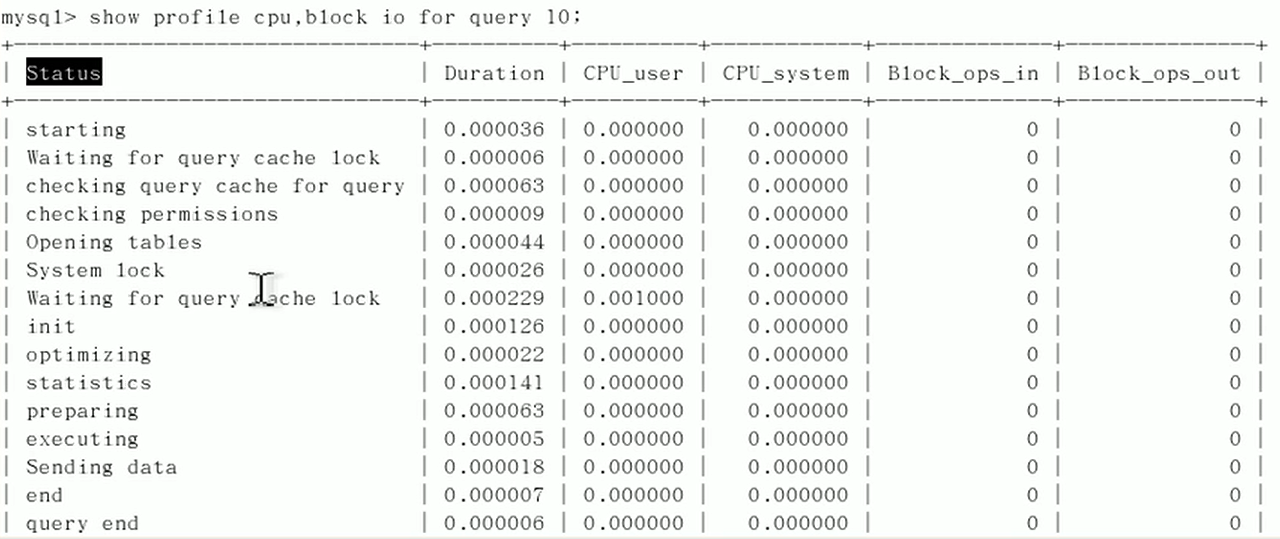 mysql> show profile cpu,block io for query 10;
+--------------------------------+----------+----------+------------+--------------+---------------+
| Status | Duration | CPU_user | CPU_system | Block_ops_in | Block_ops_out |
+--------------------------------+----------+----------+------------+--------------+---------------+
| starting | 0.000036 | 0.000000 | 0.000000 | 0 | 0 |
| Waiting for query cache lock | 0.000006 | 0.000000 | 0.000000 | 0 | 0 |
| checking query cache for query | 0.000063 | 0.000000 | 0.000000 | 0 | 0 |
| checking permissions | 0.000009 | 0.000000 | 0.000000 | 0 | 0 |
| Opening tables | 0.000044 | 0.000000 | 0.000000 | 0 | 0 |
| System lock | 0.000026 | 0.000000 | 0.000000 | 0 | 0 |
| Waiting for query cache lock | 0.000229 | 0.001000 | 0.000000 | 0 | 0 |
| init | 0.000126 | 0.000000 | 0.000000 | 0 | 0 |
| optimizing | 0.000022 | 0.000000 | 0.000000 | 0 | 0 |
| statistics | 0.000141 | 0.000000 | 0.000000 | 0 | 0 |
| preparing | 0.000063 | 0.000000 | 0.000000 | 0 | 0 |
| executing | 0.000005 | 0.000000 | 0.000000 | 0 | 0 |
| Sending data | 0.000018 | 0.000000 | 0.000000 | 0 | 0 |
| end | 0.000007 | 0.000000 | 0.000000 | 0 | 0 |
| query end | 0.000006 | 0.000000 | 0.000000 | 0 | 0 |